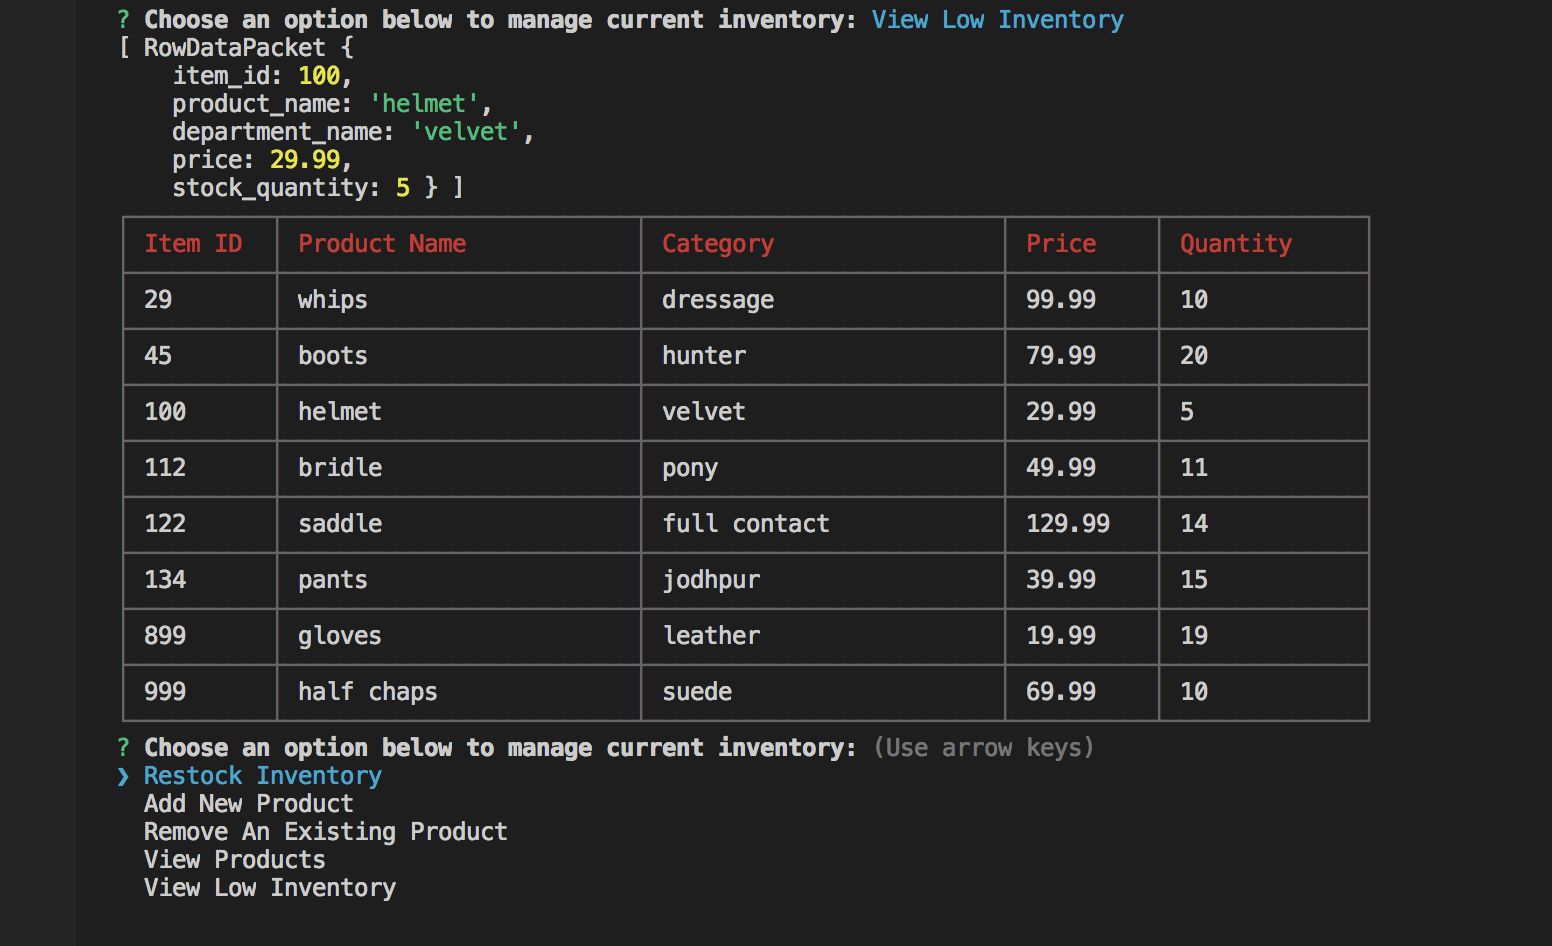 ? Choose an option below to manage current inventory: View Low Inventory
[ RowDataPacket {
item_id: 100,
product_name: 'helmet',
department_name: 'velvet',
price: 29.99,
stock_quantity: 5 } ]
Item ID Product Name Category Price Quantity
29 whips dressage 99.99 10
45 boots hunter 79.99 20
100 helmet velvet 29.99 5
112 bridle pony 49.99 11
122 saddle full contact 129.99 14
134 pants jodhpur 39.99 15
899 gloves leather 19.99 19
999 half chaps suede 69.99 10
? Choose an option below to manage current inventory: (Use arrow keys)
❯ Restock Inventory
Add New Product
Remove An Existing Product
View Products
View Low Inventory